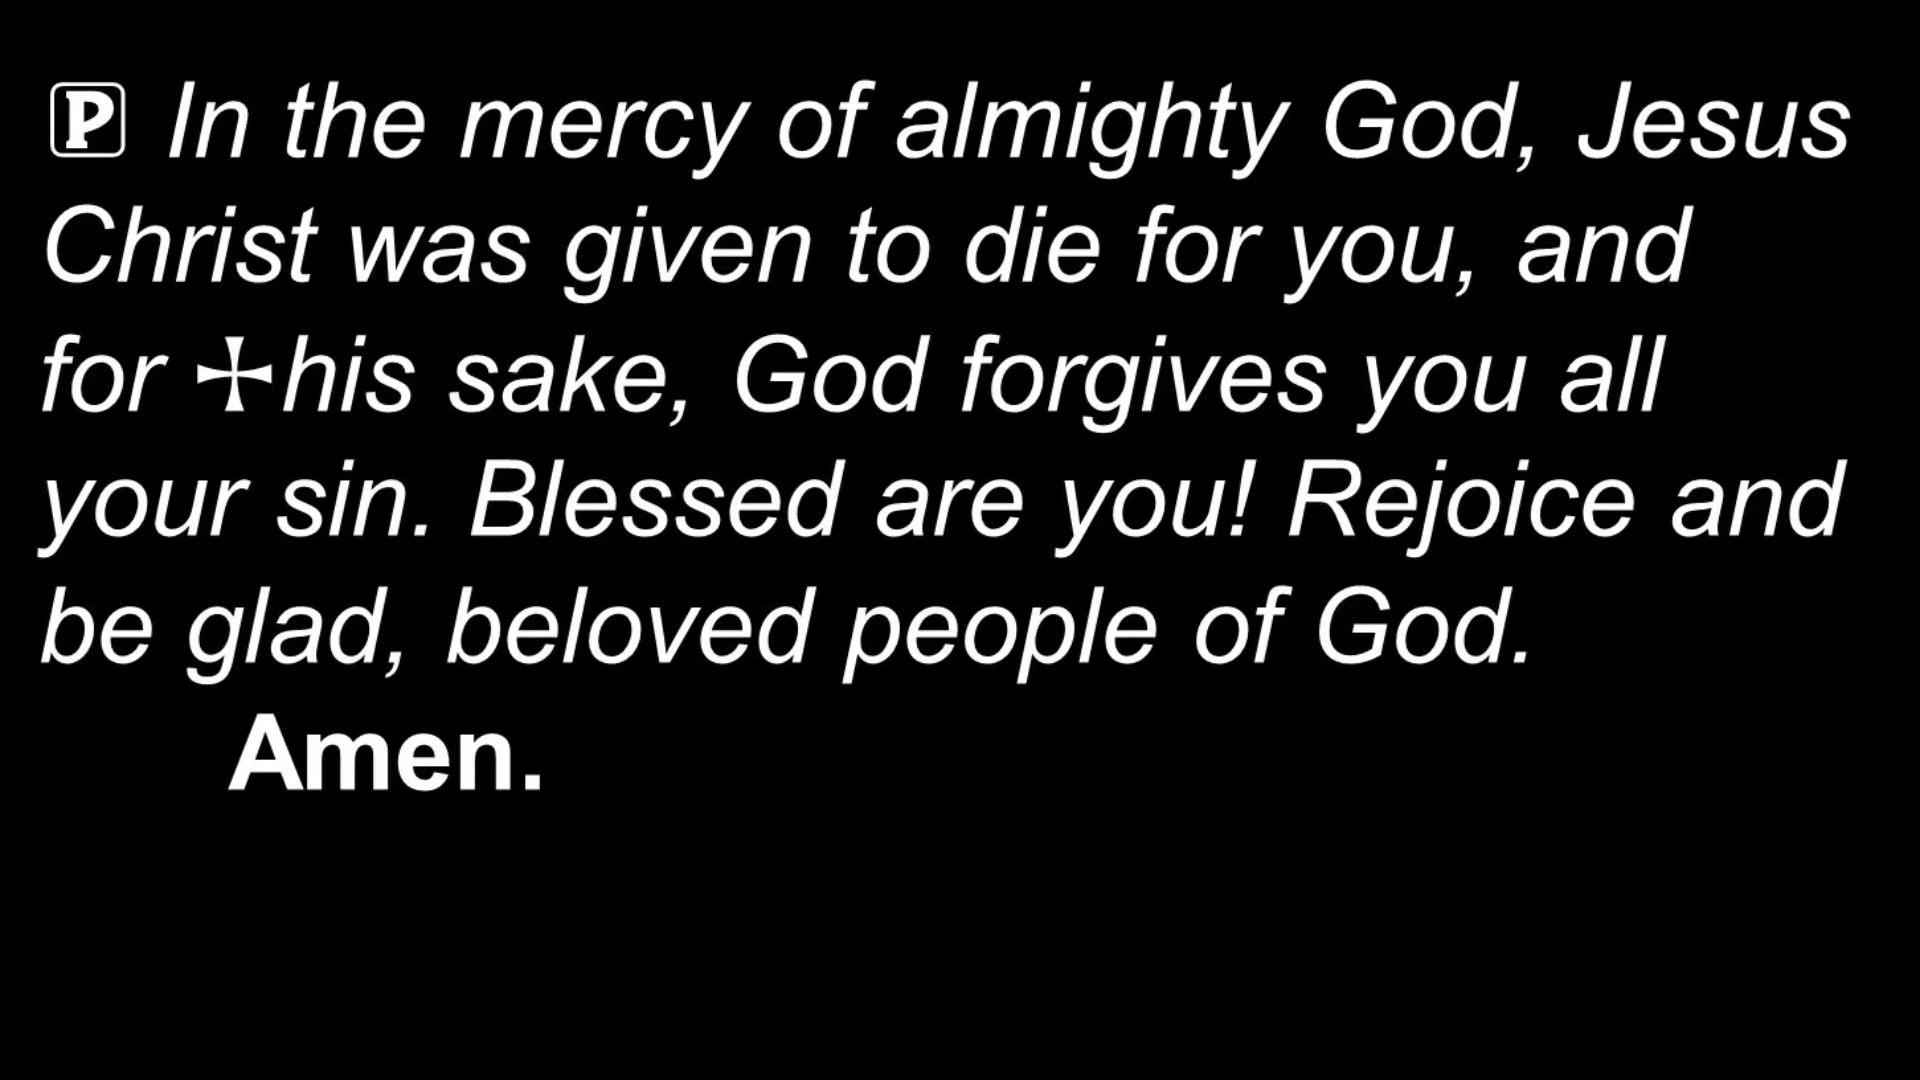 P In the mercy of almighty God, Jesus
Christ was given to die for you, and
for ☩his sake, God forgives you all
your sin. Blessed are you! Rejoice and
be glad, beloved people of God.
Amen.